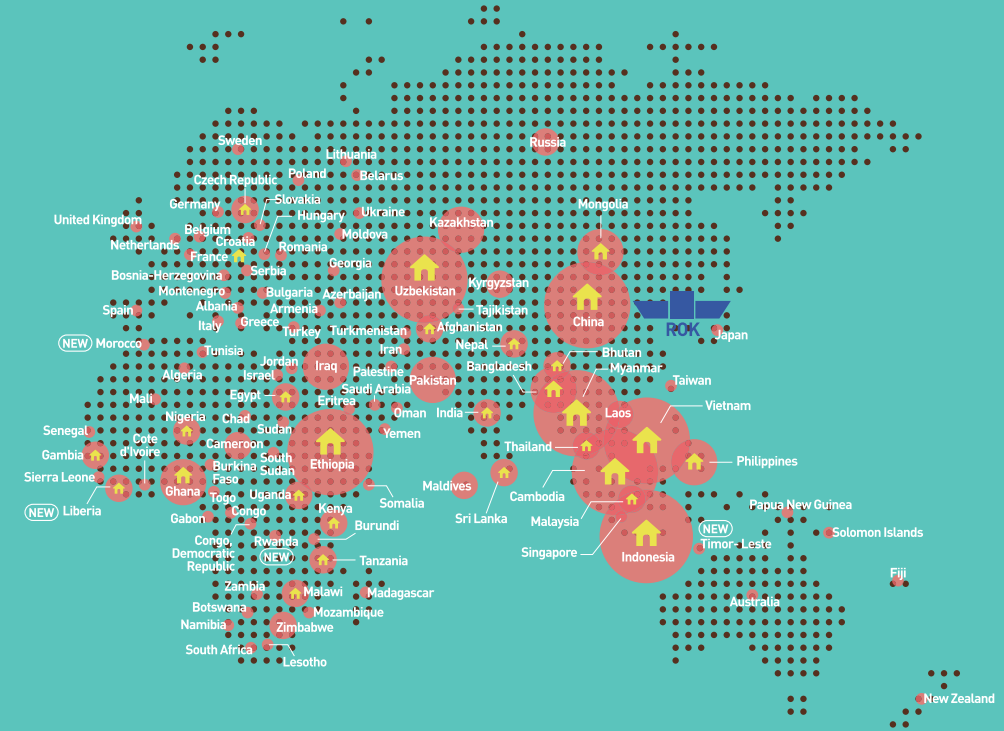 Sweden
Russia
Lithuania
Poland
Belarus
Czech Republic
Germany
Slovakia
Mongolia
United Kingdom
Hungary
Ukraine
Kazakhstan
Belgium
Netherlands
Croatia
Moldova
Romania
France
Georgia
Bosnia-Herzegovina
Serbia
Kyrgyzstan
Montenegro
Bulgaria
Azerbaijan
Uzbekistan
Albania
Armenia
Tajikistan
Spain
Italy
Greece
Turkey
Turkmenistan
Afghanistan
China
ROK
Japan
NEW Morocco
Tunisia
Iran
Nepal
Bhutan
Jordan
Iraq
Palestine
Bangladesh
Myanmar
Algeria
Israel
Pakistan
Taiwan
Saudi Arabia
Mali
Egypt
Eritrea
Oman
India
Laos
Vietnam
Nigeria
Chad
Senegal
Sudan
Yemen
Cote
d'Ivoire
Cameroon
Thailand
Gambia
South
Sudan
Ethiopia
Philippines
Burkina
Faso
Sierra Leone
Ghana
Togo
Uganda
Maldives
Cambodia
Somalia
NEW Liberia
Gabon
Congo
Kenya
Sri Lanka
Malaysia
Papua New Guinea
Burundi
NEW
Timor-Leste
Solomon Islands
Congo,
Democratic
Republic
Rwanda
NEW
Singapore
Indonesia
Tanzania
Fiji
Zambia
Malawi
Madagascar
Australia
Botswana
Mozambique
Namibia
Zimbabwe
South Africa
Lesotho
New Zealand